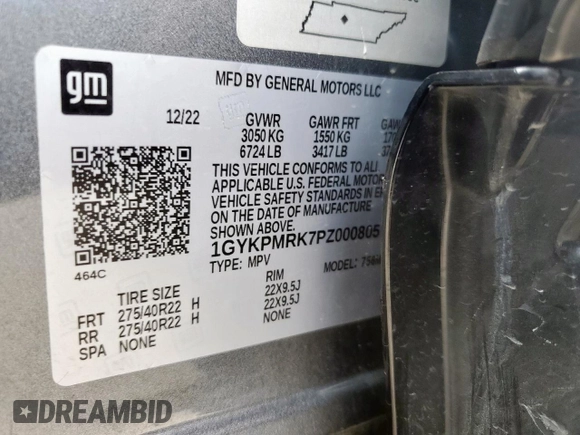 gm
MFD BY GENERAL MOTORS LLC
12/22 GVWR GAWR FRT
3050 KG 1550 KG
6724 LB 3417 LB
THIS VEHICLE CONFORMS TO ALL
APPLICABLE U.S. FEDERAL MOTOR
VEHICLE SAFETY STANDARDS IN
THE DATE OF MANUFACTURE
SHOWN ABOVE.
1GYKPMRK7PZ000805
TYPE: MPV MODEL:
464C
TIRE SIZE RIM
FRT 275/40R22 H 22X9.5J
RR 275/40R22 H 22X9.5J
SPA NONE NONE
DREAMBID